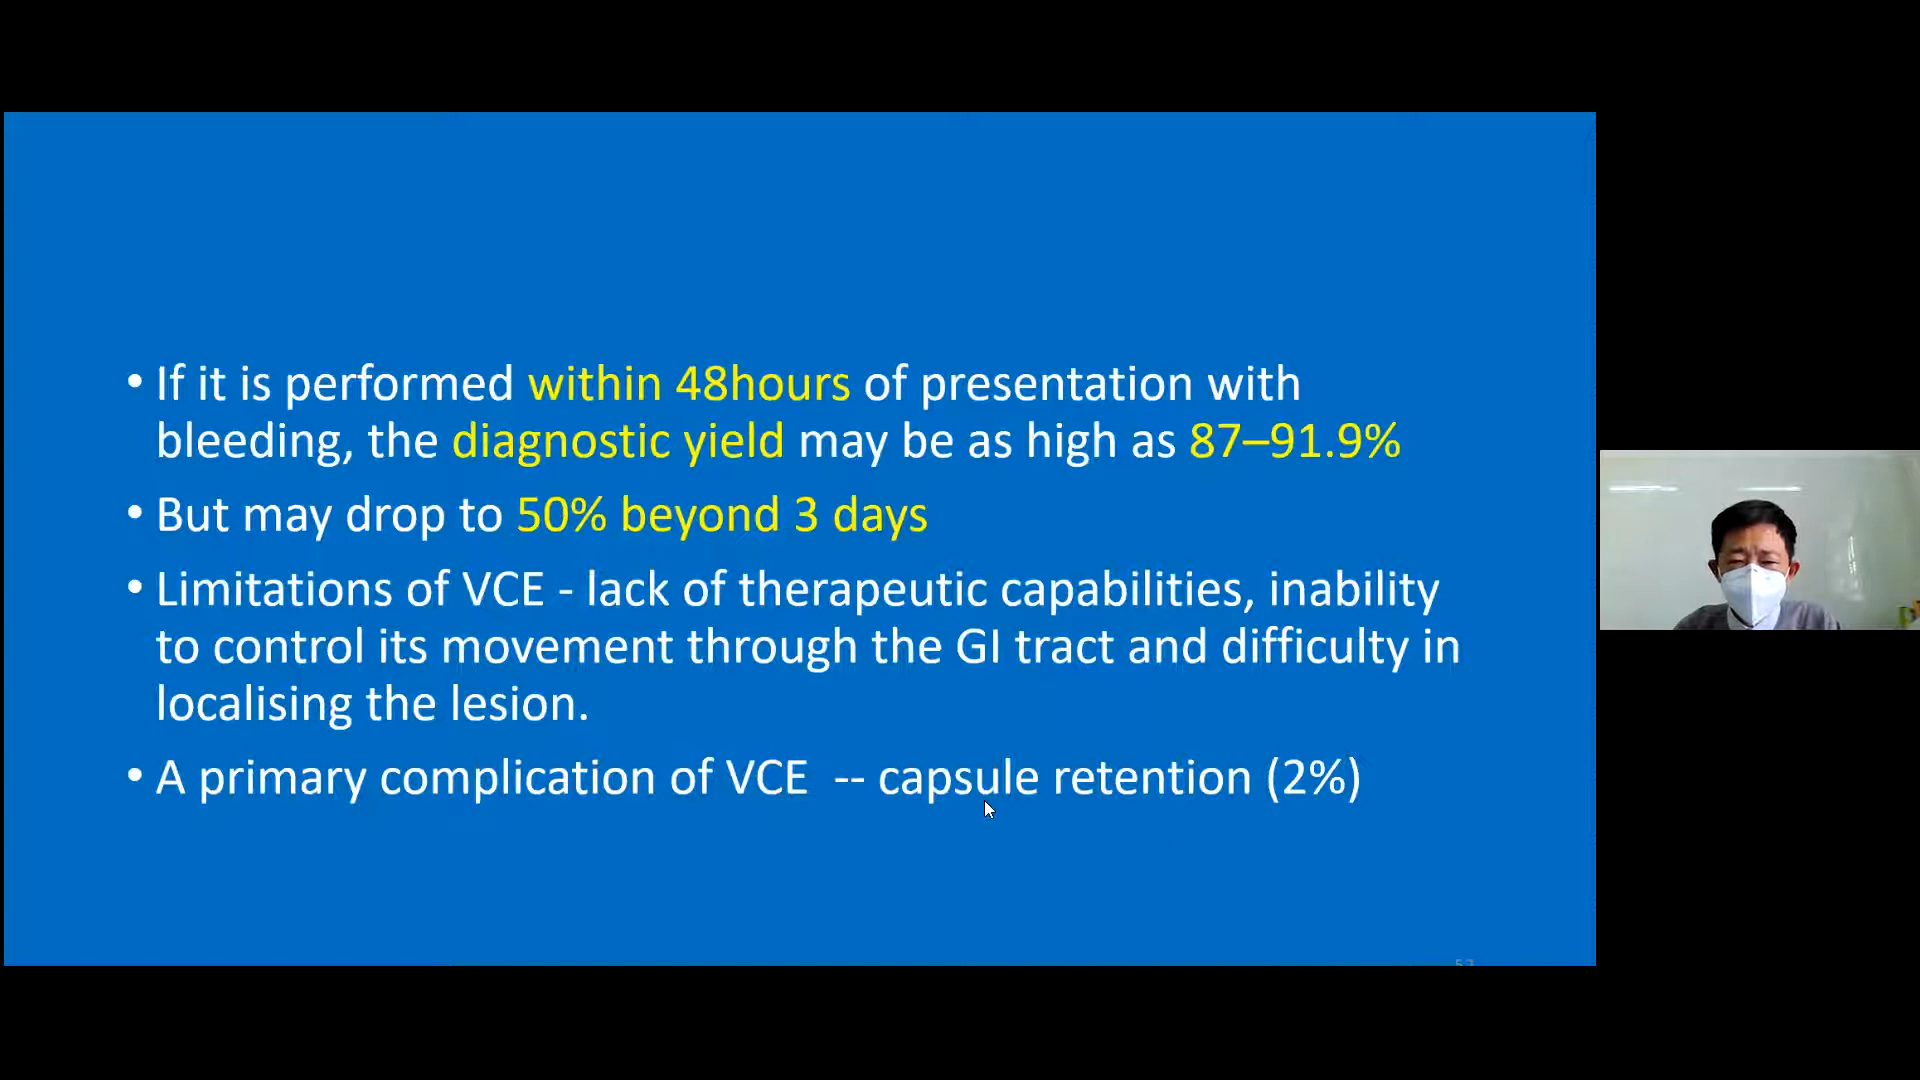 • If it is performed within 48hours of presentation with
bleeding, the diagnostic yield may be as high as 87–91.9%
• But may drop to 50% beyond 3 days
• Limitations of VCE - lack of therapeutic capabilities, inability
to control its movement through the GI tract and difficulty in
localising the lesion.
• A primary complication of VCE -- capsule retention (2%)